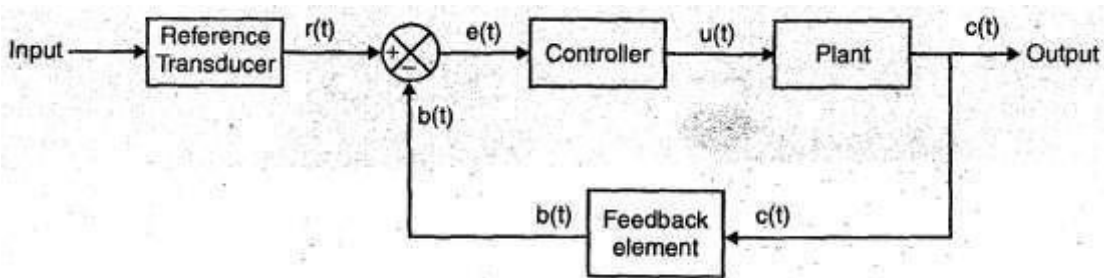 Input
Reference
Transducer
r(t)
+
−
e(t)
Controller
u(t)
Plant
c(t)
Output
b(t)
b(t)
Feedback
element
c(t)